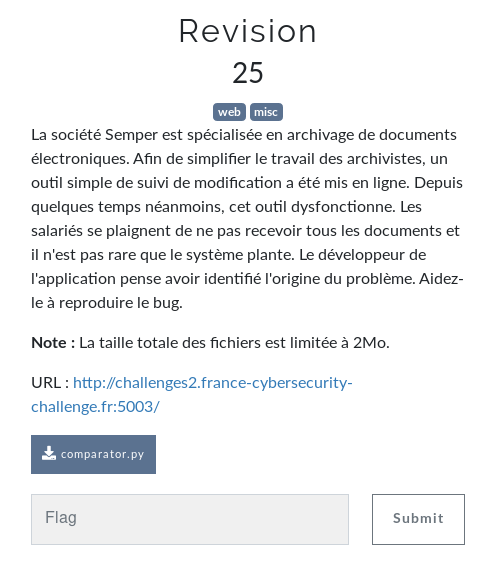 Revision
25
web misc
La société Semper est spécialisée en archivage de documents
électroniques. Afin de simplifier le travail des archivistes, un
outil simple de suivi de modification a été mis en ligne. Depuis
quelques temps néanmoins, cet outil dysfonctionne. Les
salariés se plaignent de ne pas recevoir tous les documents et
il n'est pas rare que le système plante. Le développeur de
l'application pense avoir identifié l'origine du problème. Aidez-
le à reproduire le bug.
Note : La taille totale des fichiers est limitée à 2Mo.
URL : http://challenges2.france-cybersecurity-
challenge.fr:5003/
comparator.py
Flag
Submit